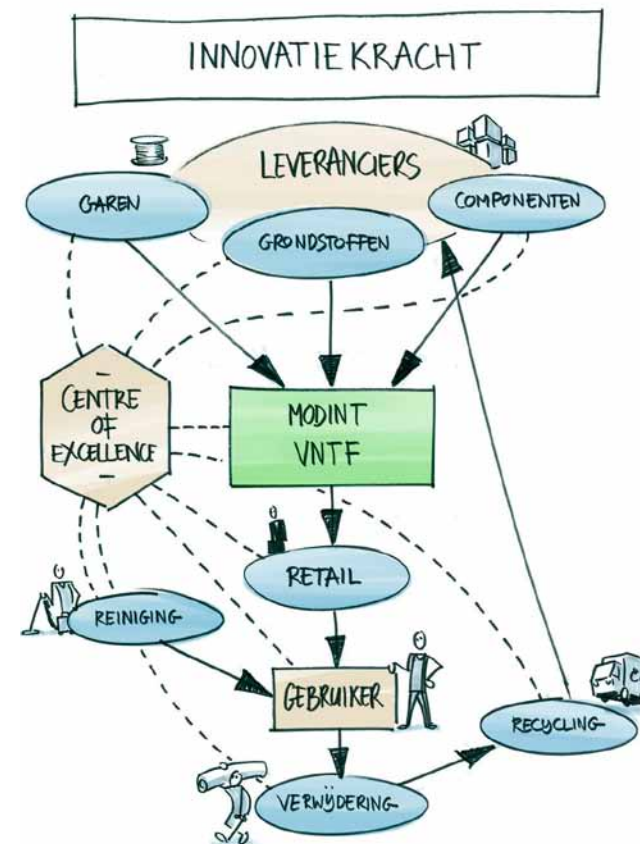 INNOVATIEKRACHT
LEVERANCIERS
GAREN
COMPONENTEN
GRONDSTOFFEN
CENTRE
OF
EXCELLENCE
MODINT
VNTF
RETAIL
REINIGING
GEBRUIKER
RECYCLING
VERWIJDERING